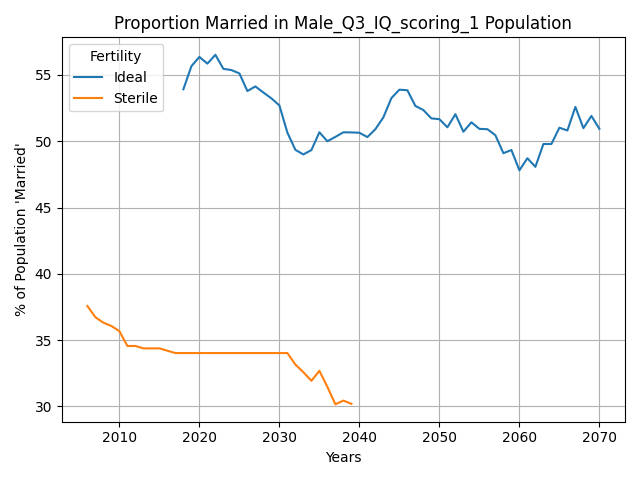 Proportion Married in Male_Q3_IQ_scoring_1 Population
Fertility
Ideal
Sterile
% of Population 'Married'
55
50
45
40
35
30
2010 2020 2030 2040 2050 2060 2070
Years